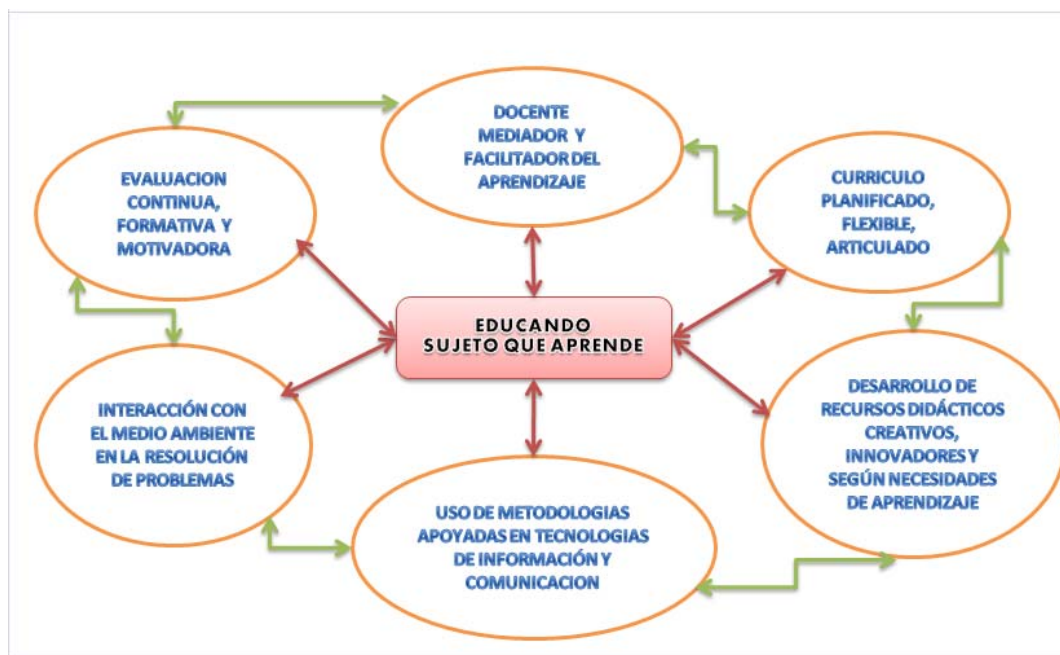 DOCENTE
MEDIADOR Y
FACILITADOR DEL
APRENDIZAJE
EVALUACION
CONTINUA,
FORMATIVA Y
MOTIVADORA
CURRICULO
PLANIFICADO,
FLEXIBLE,
ARTICULADO
EDUCANDO
SUJETO QUE APRENDE
INTERACCIÓN CON
EL MEDIO AMBIENTE
EN LA RESOLUCIÓN
DE PROBLEMAS
DESARROLLO DE
RECURSOS DIDÁCTICOS
CREATIVOS,
INNOVADORES Y
SEGÚN NECESIDADES
DE APRENDIZAJE
USO DE METODOLOGIAS
APOYADAS EN TECNOLOGIAS
DE INFORMACIÓN Y
COMUNICACION